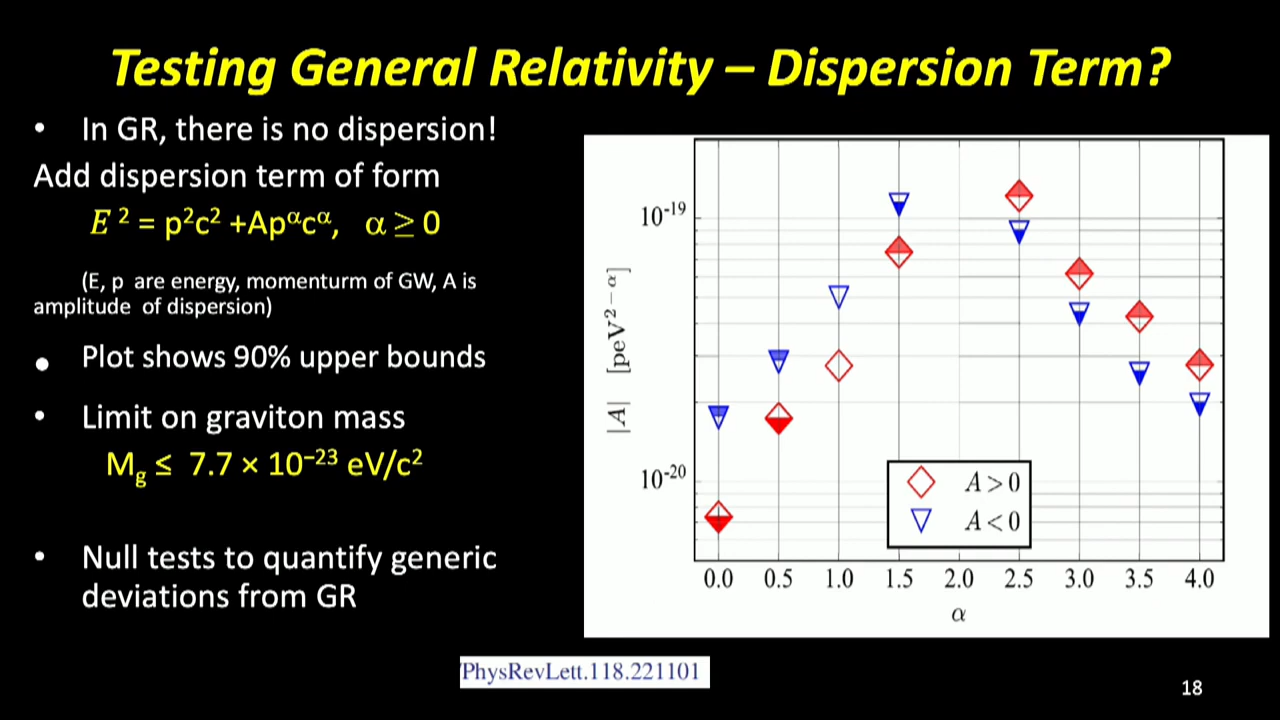 Testing General Relativity – Dispersion Term?
• In GR, there is no dispersion!
Add dispersion term of form
E² = p²c² +Apᵅcᵅ, α ≥ 0
(E, p are energy, momenturm of GW, A is
amplitude of dispersion)
• Plot shows 90% upper bounds
• Limit on graviton mass
Mg ≤ 7.7 × 10⁻²³ eV/c²
• Null tests to quantify generic
deviations from GR
|A| [peV²⁻ᵅ]
10⁻¹⁹
10⁻²⁰
A>0
A<0
0.0 0.5 1.0 1.5 2.0 2.5 3.0 3.5 4.0
α
/PhysRevLett.118.221101
18